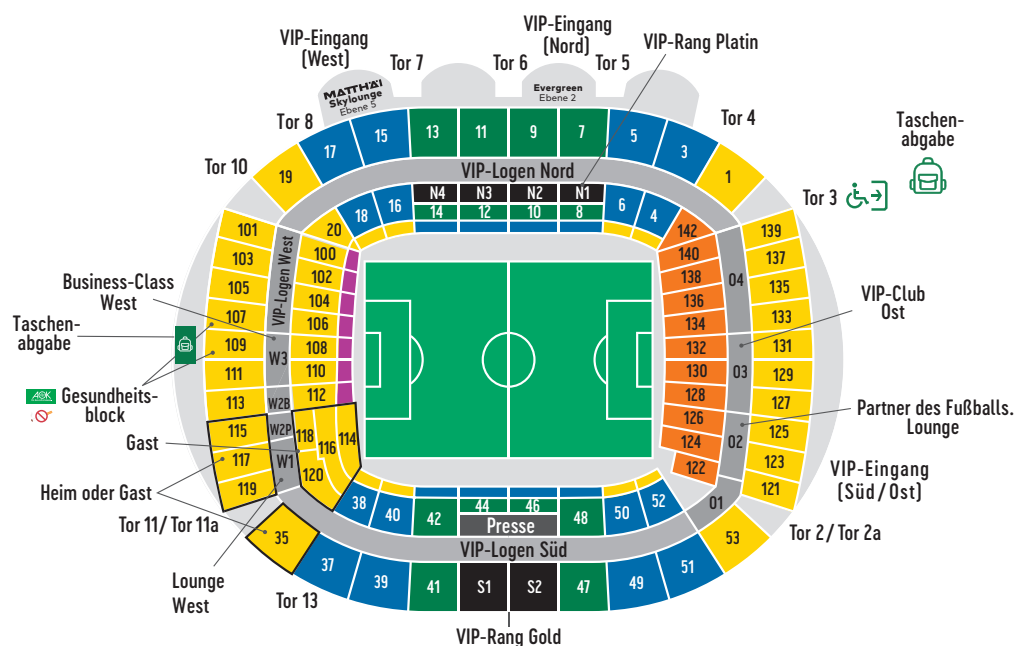 VIP-Eingang
(West)
Tor 7
Tor 6
VIP-Eingang
(Nord)
Tor 5
VIP-Rang Platin
MATTHÄI
Skylounge
Ebene 5
Evergreen
Ebene 2
Tor 8
Tor 4
Taschen-
abgabe
Tor 10
Tor 3
19
17
15
13
11
9
7
5
3
1
VIP-Logen Nord
N4
N3
N2
N1
20
18
16
14
12
10
8
6
4
101
103
105
107
109
111
113
115
117
119
VIP-Logen West
W3
W2B
W2P
W1
100
102
104
106
108
110
112
114
116
118
120
142
140
138
136
134
132
130
128
126
124
122
04
03
02
01
139
137
135
133
131
129
127
125
123
121
Business-Class
West
Taschen-
abgabe
AOK
Gesundheits-
block
Gast
Heim oder Gast
Tor 11/ Tor 11a
Lounge
West
Tor 13
VIP-Club
Ost
Partner des Fußballs.
Lounge
VIP-Eingang
(Süd/Ost)
Tor 2/ Tor 2a
38
40
42
44
46
48
50
52
Presse
VIP-Logen Süd
35
37
39
41
S1
S2
47
49
51
53
VIP-Rang Gold